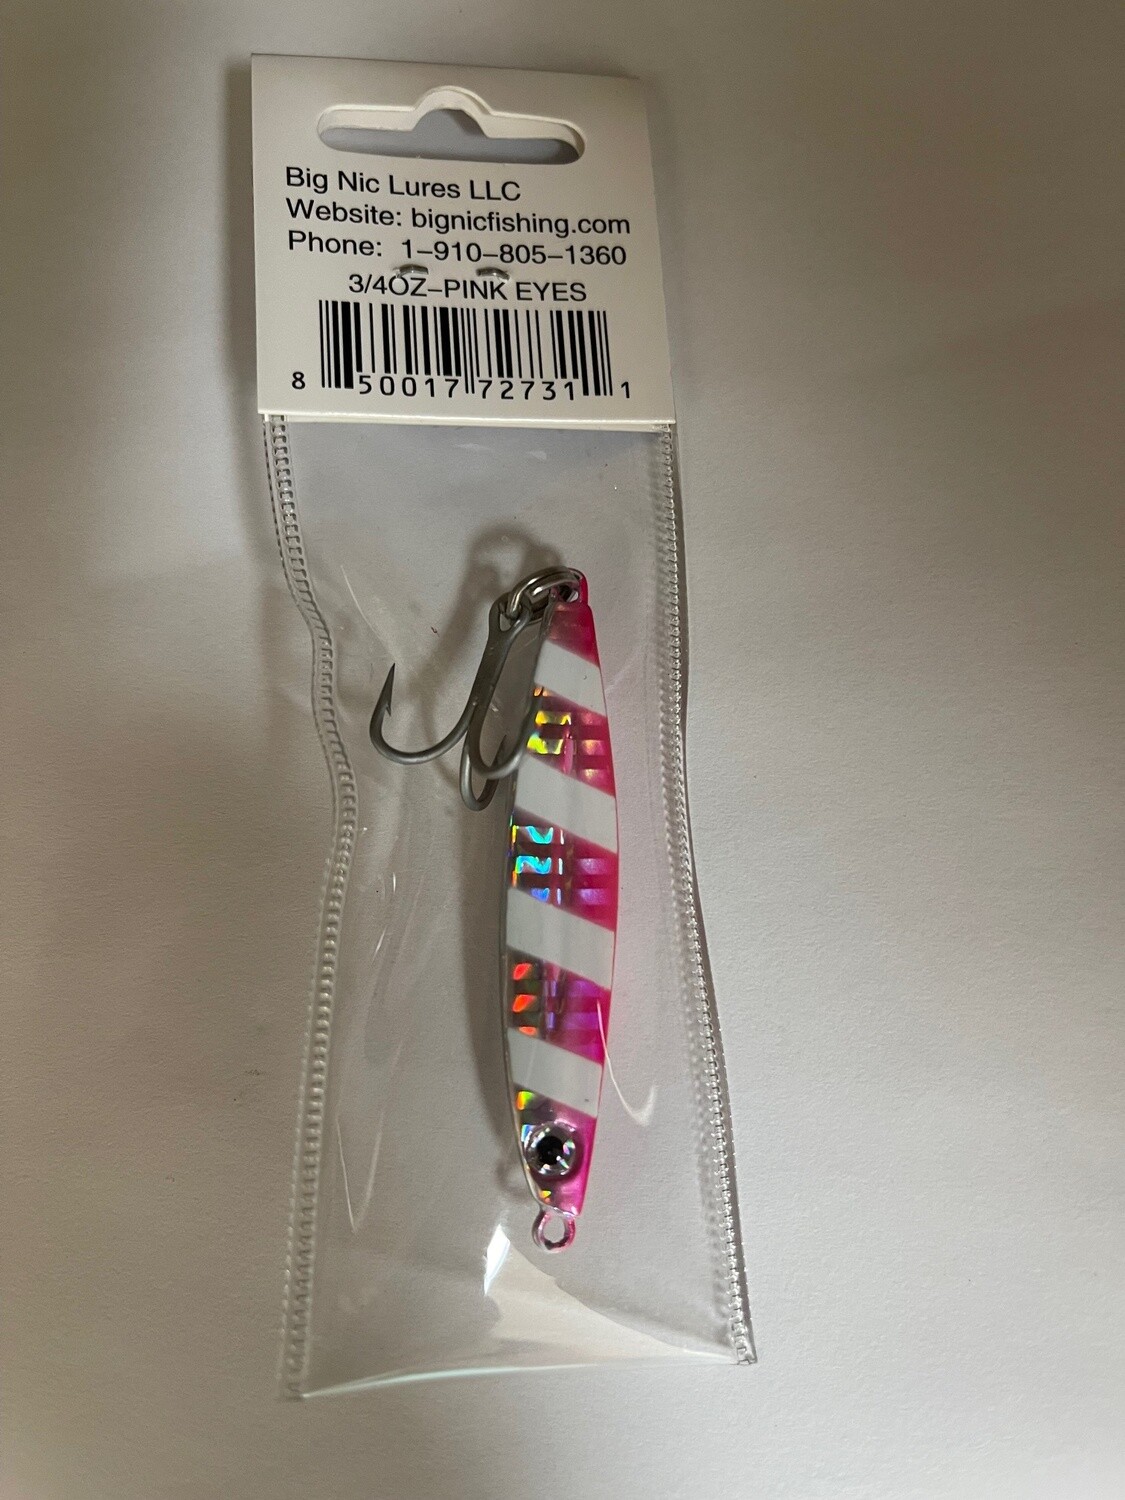 Big Nic Lures LLC
Website: bignicfishing.com
Phone: 1-910-805-1360
3/4OZ-PINK EYES
8 50017 72731 1